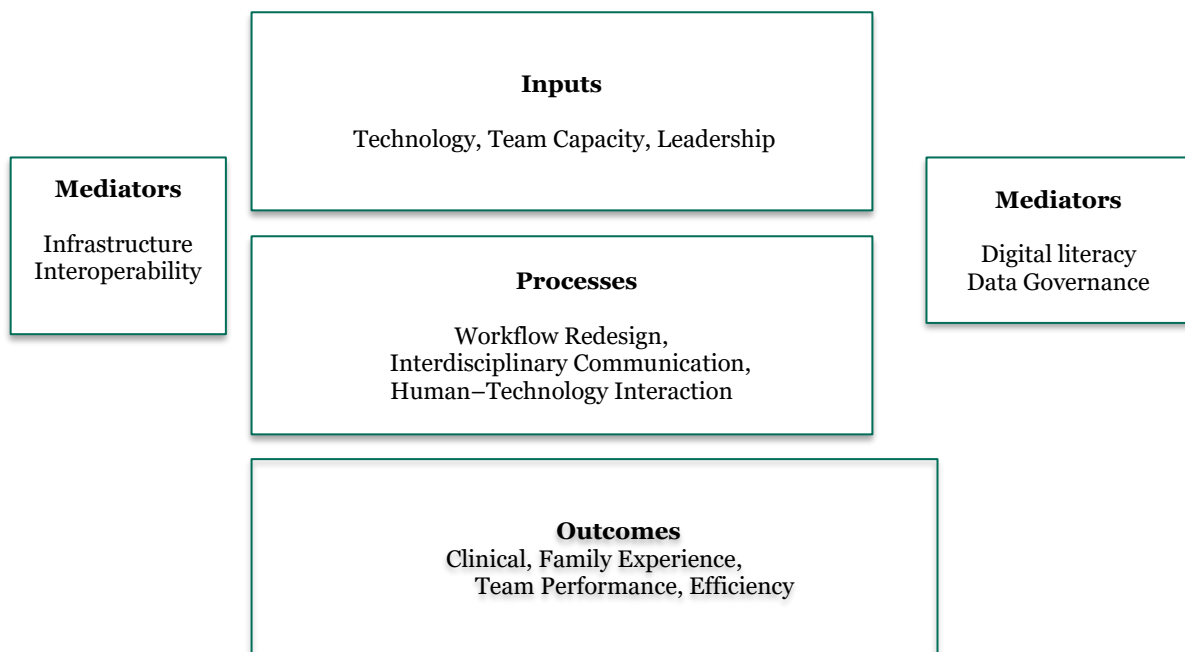 Inputs
Technology, Team Capacity, Leadership
Mediators
Infrastructure
Interoperability
Mediators
Digital literacy
Data Governance
Processes
Workflow Redesign,
Interdisciplinary Communication,
Human–Technology Interaction
Outcomes
Clinical, Family Experience,
Team Performance, Efficiency